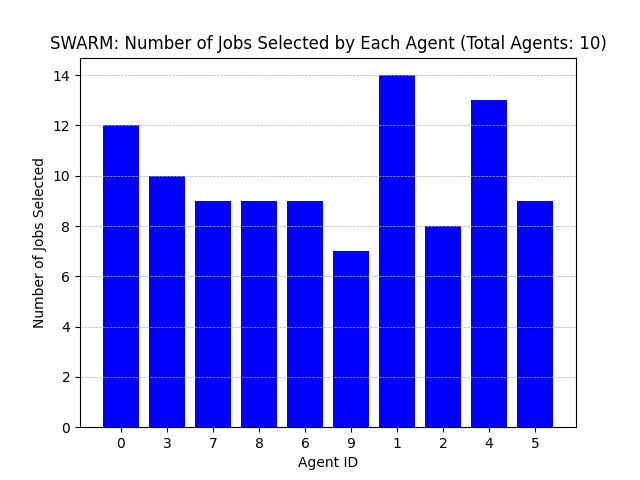 SWARM: Number of Jobs Selected by Each Agent (Total Agents: 10)
Number of Jobs Selected
14
12
10
8
6
4
2
0
0 3 7 8 6 9 1 2 4 5
Agent ID